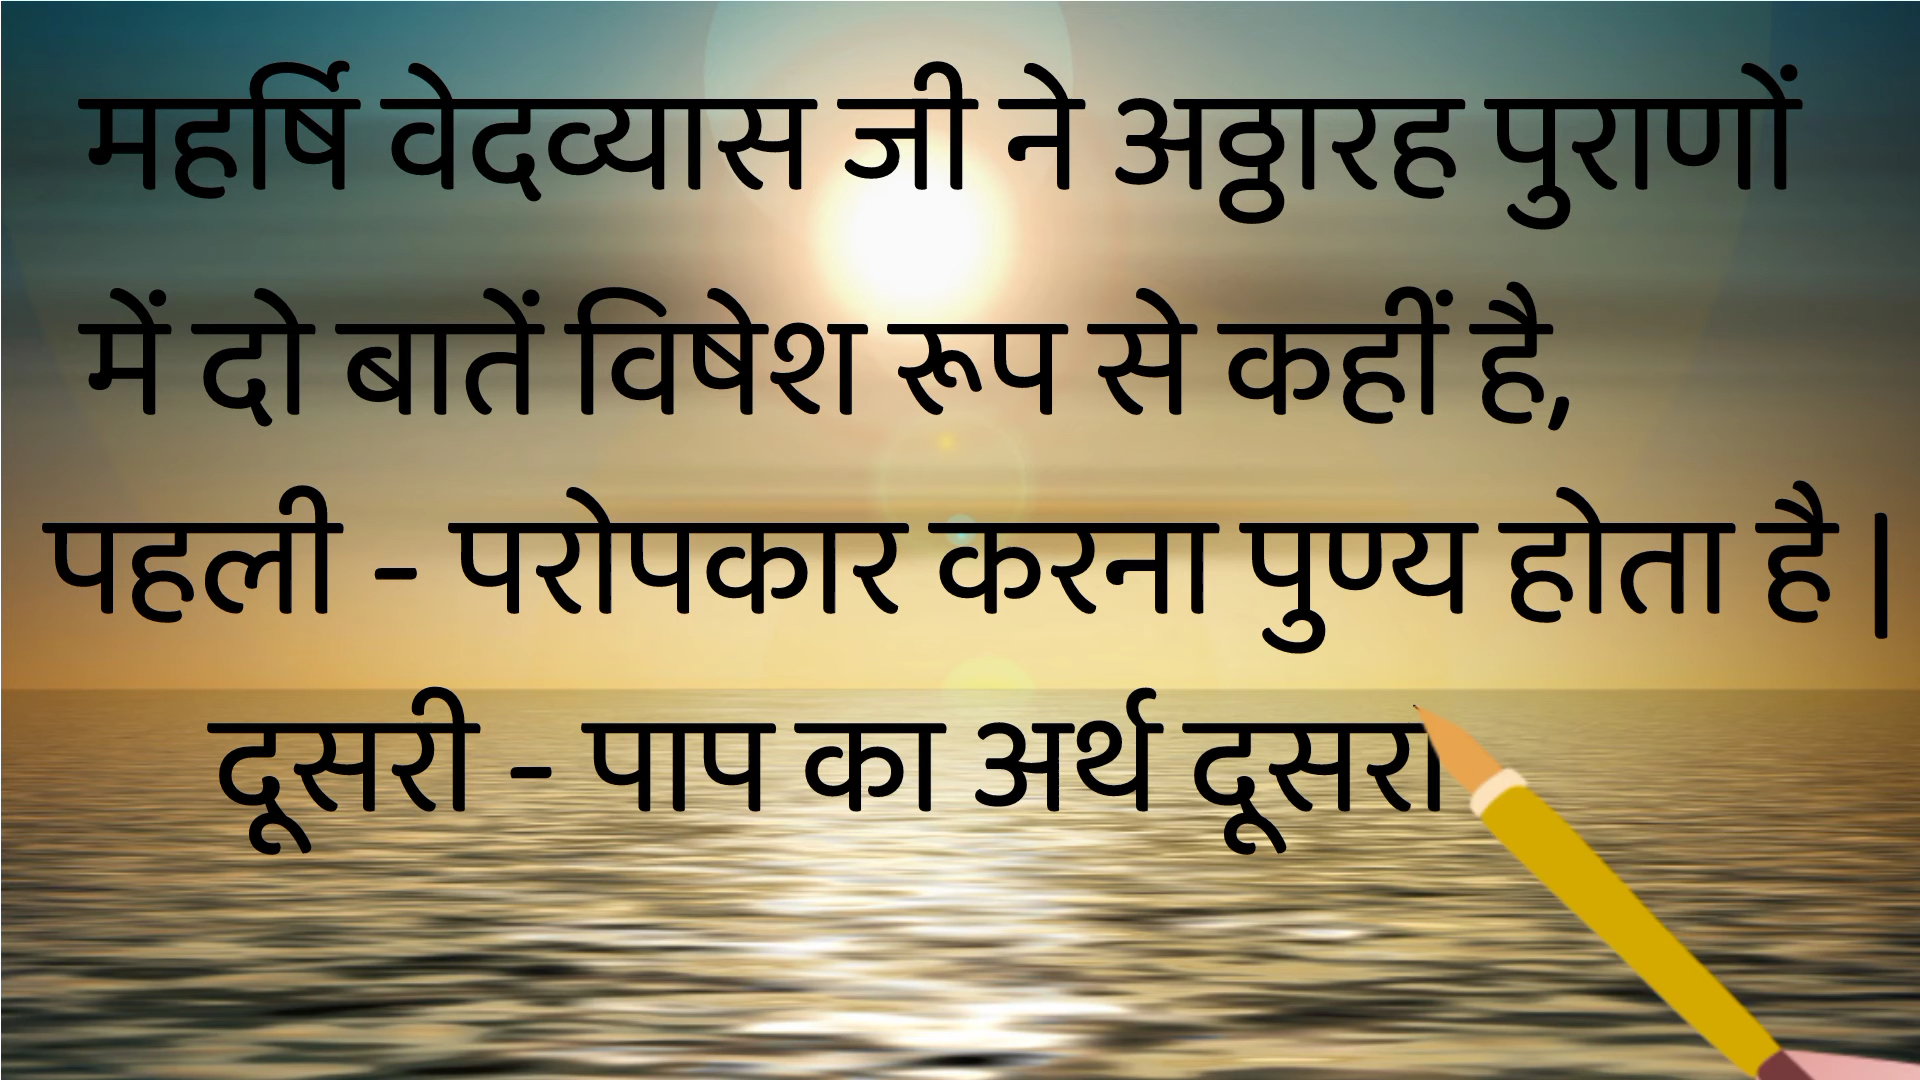 महर्षि वेदव्यास जी ने अठ्ठारह पुराणों
में दो बातें विषेश रूप से कहीं है,
पहली - परोपकार करना पुण्य होता है |
दूसरी - पाप का अर्थ दूसरा